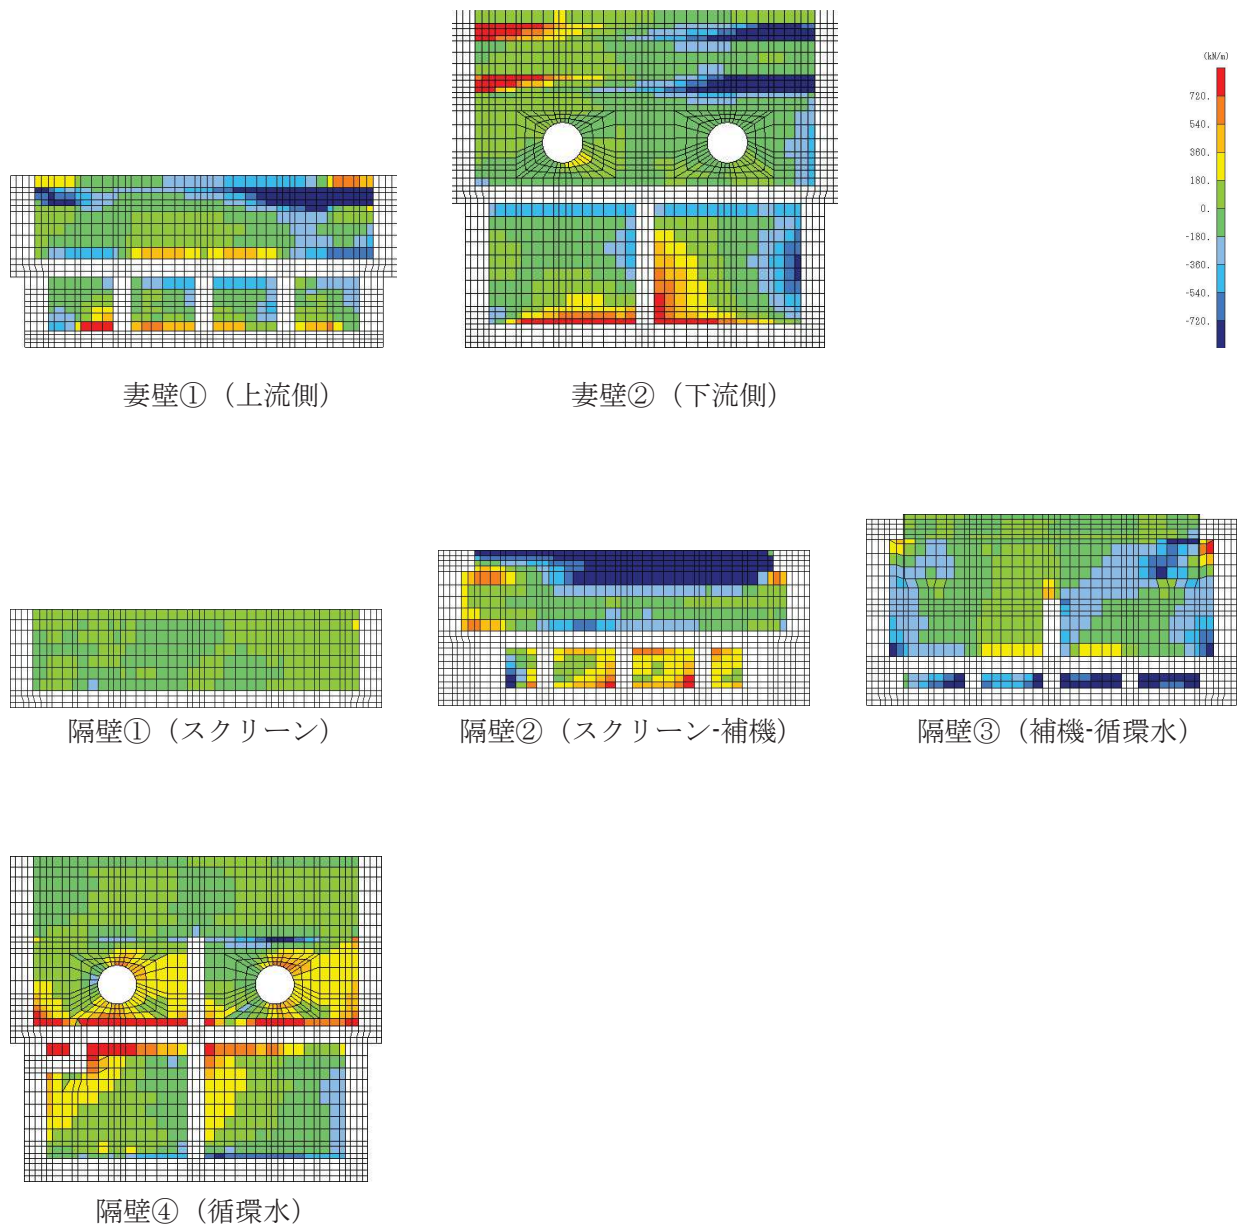 (kN/m)
720.
540.
360.
180.
0.
-180.
-360.
-540.
-720.
妻壁①（上流側）
妻壁②（下流側）
隔壁①（スクリーン）
隔壁②（スクリーン-補機）
隔壁③（補機-循環水）
隔壁④（循環水）